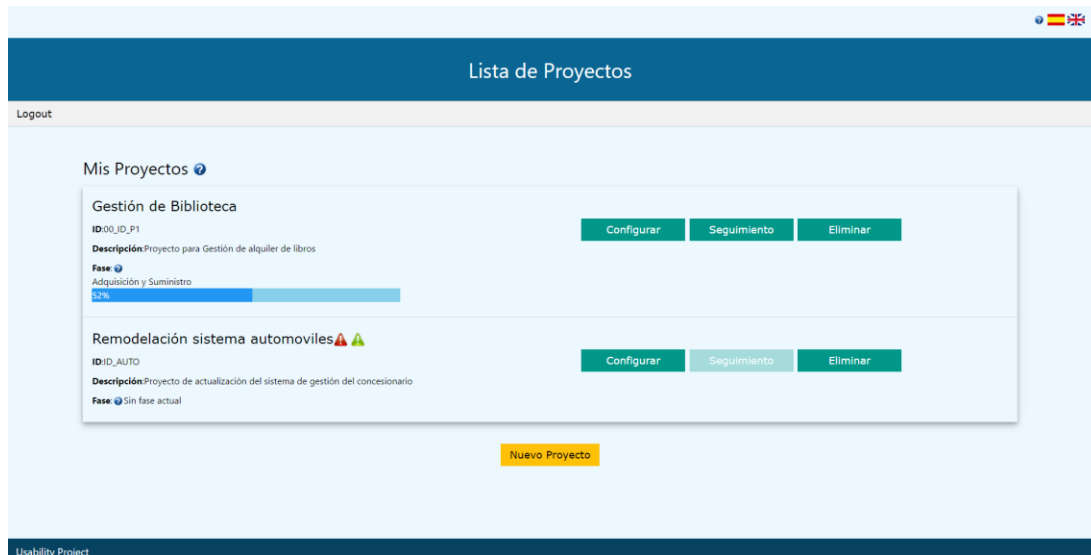 Lista de Proyectos
Logout
Mis Proyectos
Gestión de Biblioteca
ID:00_ID_P1
Configurar Seguimiento Eliminar
Descripción:Proyecto para Gestión de alquiler de libros
Fase:
Adquisición y Suministro
52%
Remodelación sistema automoviles
ID:ID_AUTO
Configurar Seguimiento Eliminar
Descripción:Proyecto de actualización del sistema de gestión del concesionario
Fase: Sin fase actual
Nuevo Proyecto
Usability Project